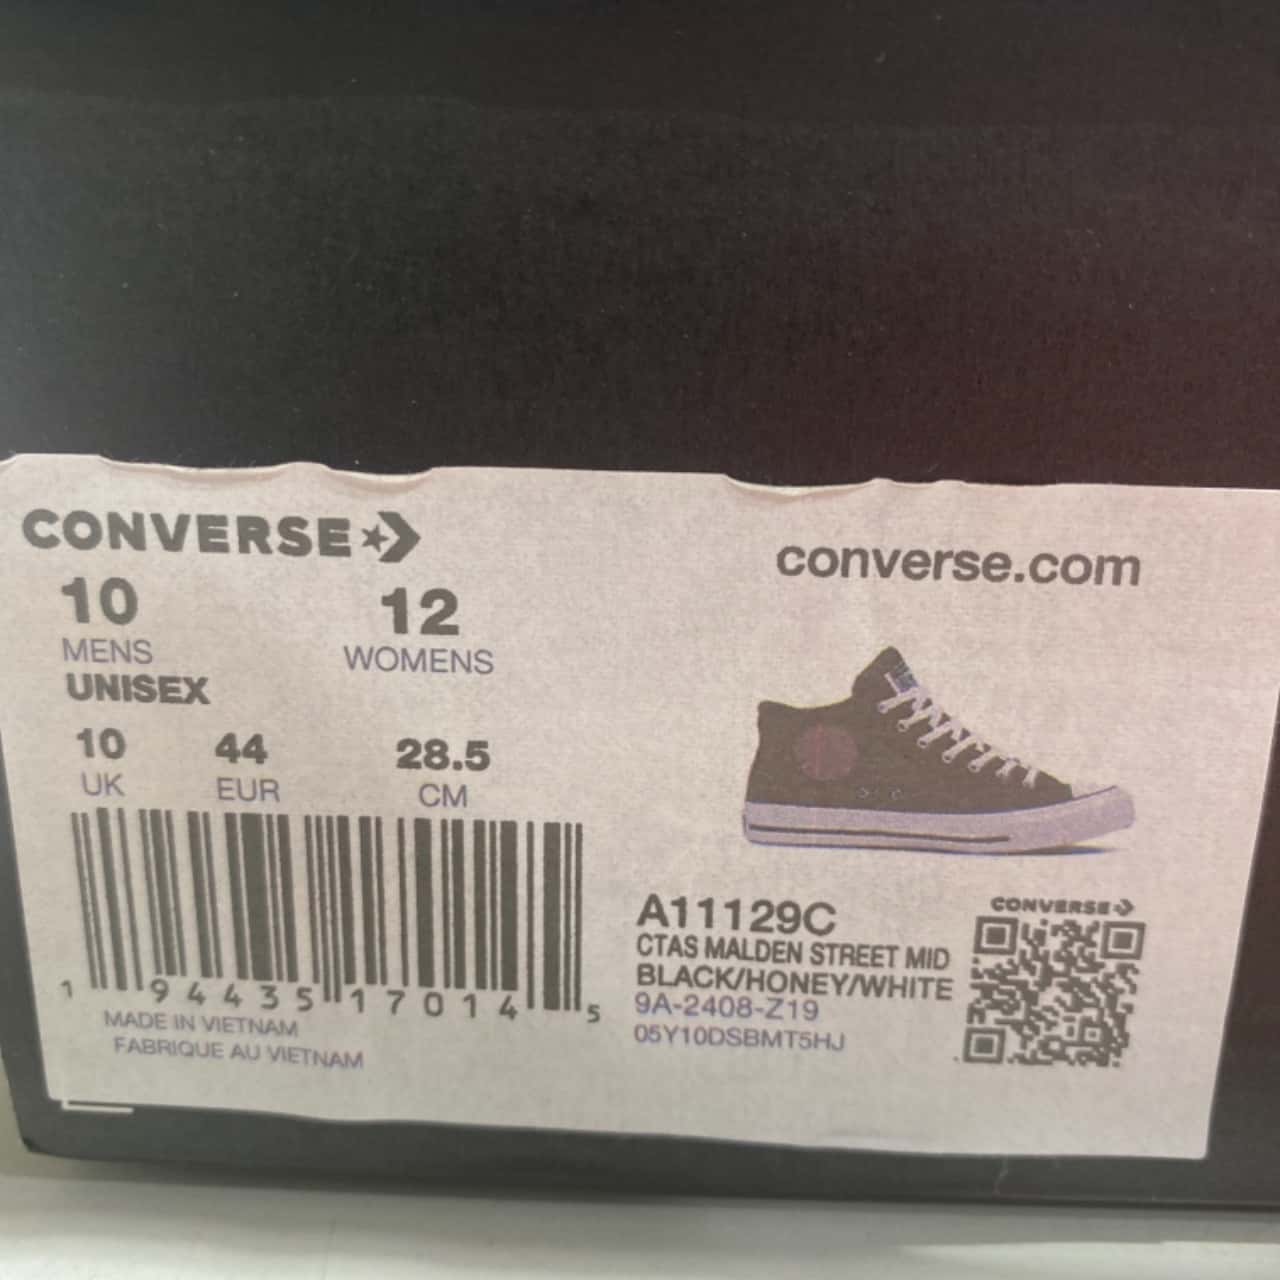 CONVERSE
converse.com
10 12
MENS WOMENS
UNISEX
10 44 28.5
UK EUR CM
1 94435 17014 5
MADE IN VIETNAM
FABRIQUE AU VIETNAM
A11129C
CTAS MALDEN STREET MID
BLACK/HONEY/WHITE
9A-2408-Z19
05Y10DSBMT5HJ
CONVERSE